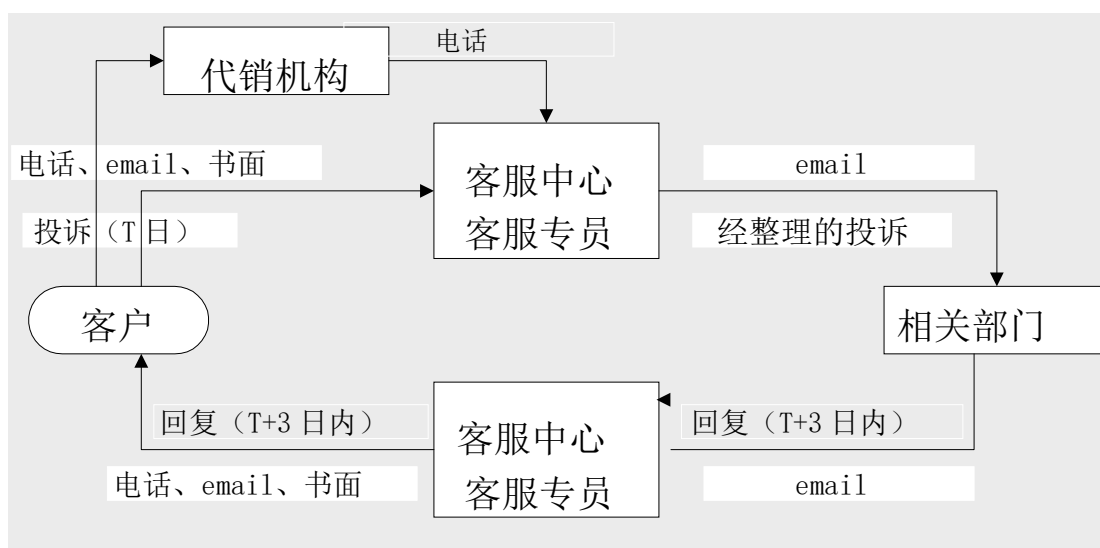 电话
代销机构
电话、email、书面
客服中心
客服专员
email
投诉（T 日）
经整理的投诉
客户
相关部门
回复（T+3 日内）
客服中心
客服专员
回复（T+3 日内）
电话、email、书面
email